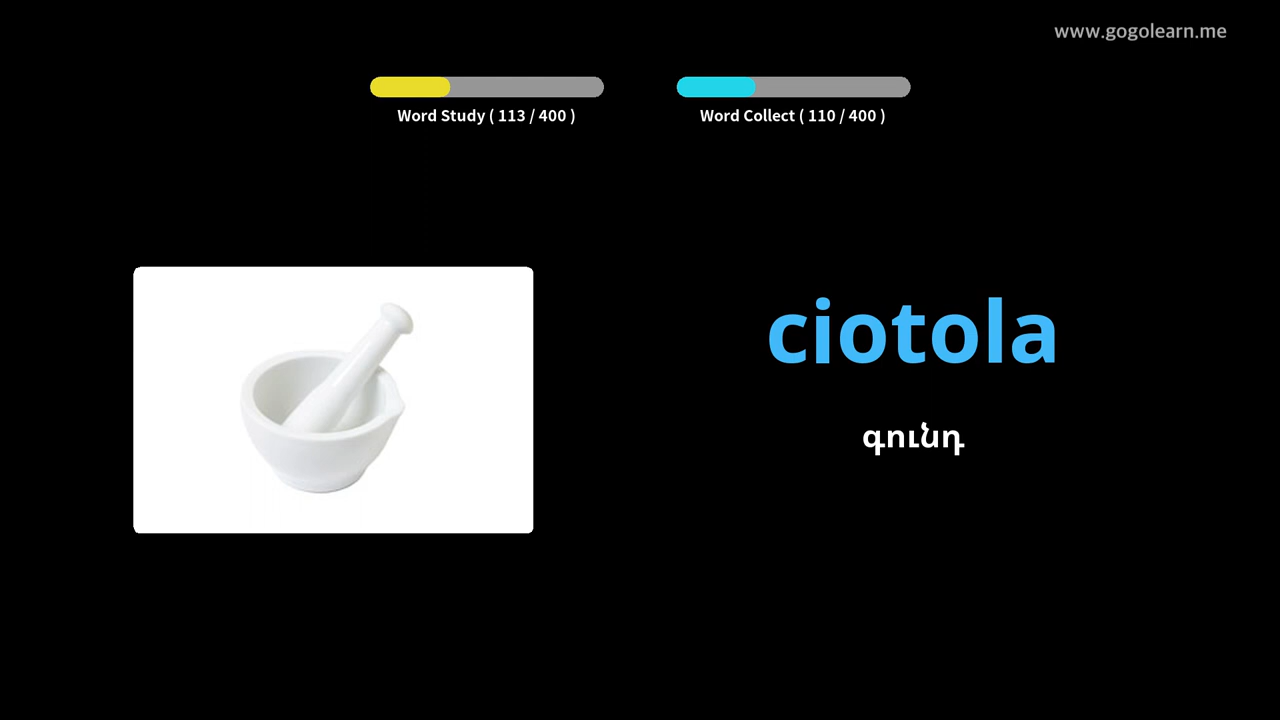 www.gogolearn.me
Word Study ( 113 / 400 )
Word Collect ( 110 / 400 )
ciotola
գունդ